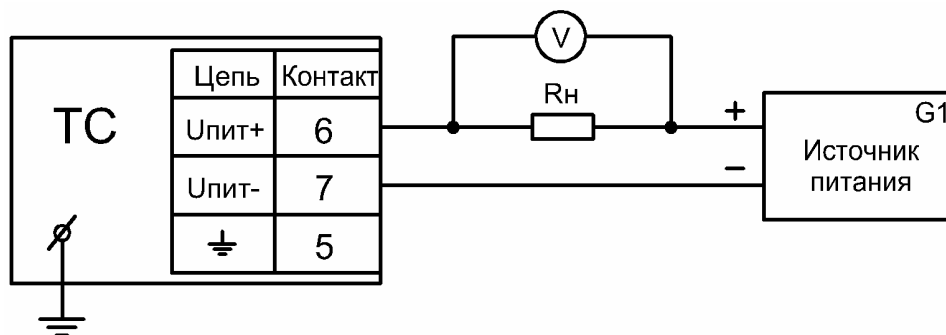 ТС
Цепь Контакт
Uпит+ 6
Uпит- 7
5
V
Rн
+
−
G1
Источник
питания